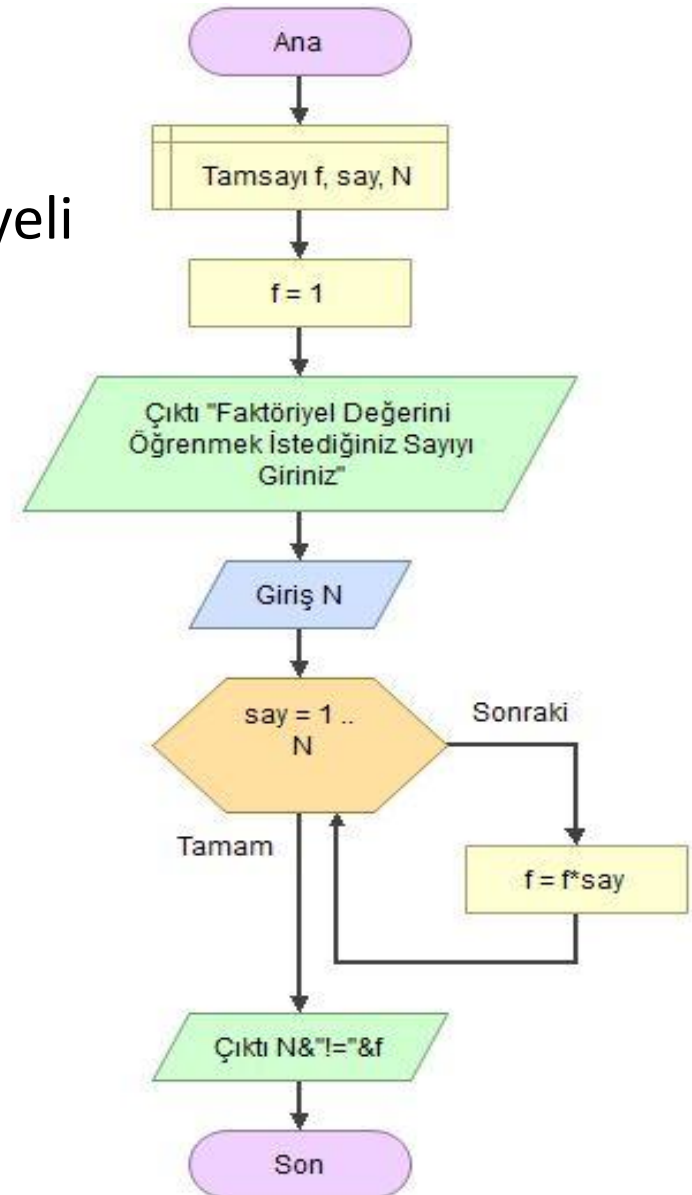 Ana
Tamsayı f, say, N
f = 1
Çıktı "Faktöriyel Değerini
Öğrenmek İstediğiniz Sayıyı
Giriniz"
Giriş N
say = 1 ..
N
Sonraki
Tamam
f = f*say
Çıktı N&"!="&f
Son